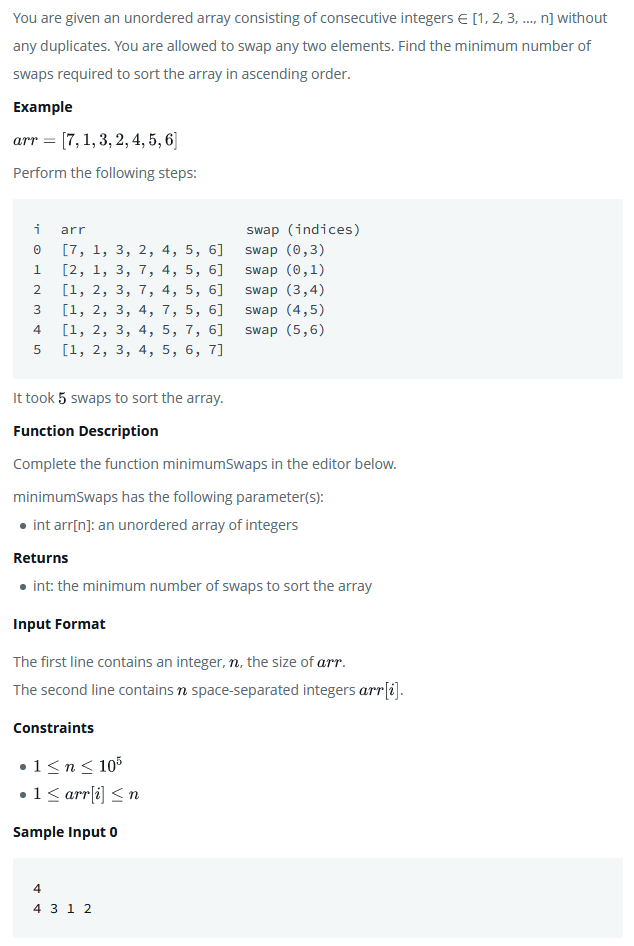 You are given an unordered array consisting of consecutive integers ∈ [1, 2, 3, ..., n] without
any duplicates. You are allowed to swap any two elements. Find the minimum number of
swaps required to sort the array in ascending order.
Example
arr = [7, 1, 3, 2, 4, 5, 6]
Perform the following steps:
i   arr                         swap (indices)
0   [7, 1, 3, 2, 4, 5, 6]   swap (0,3)
1   [2, 1, 3, 7, 4, 5, 6]   swap (0,1)
2   [1, 2, 3, 7, 4, 5, 6]   swap (3,4)
3   [1, 2, 3, 4, 7, 5, 6]   swap (4,5)
4   [1, 2, 3, 4, 5, 7, 6]   swap (5,6)
5   [1, 2, 3, 4, 5, 6, 7]
It took 5 swaps to sort the array.
Function Description
Complete the function minimumSwaps in the editor below.
minimumSwaps has the following parameter(s):
• int arr[n]: an unordered array of integers
Returns
• int: the minimum number of swaps to sort the array
Input Format
The first line contains an integer, n, the size of arr.
The second line contains n space-separated integers arr[i].
Constraints
• 1 ≤ n ≤ 10⁵
• 1 ≤ arr[i] ≤ n
Sample Input 0
4
4 3 1 2